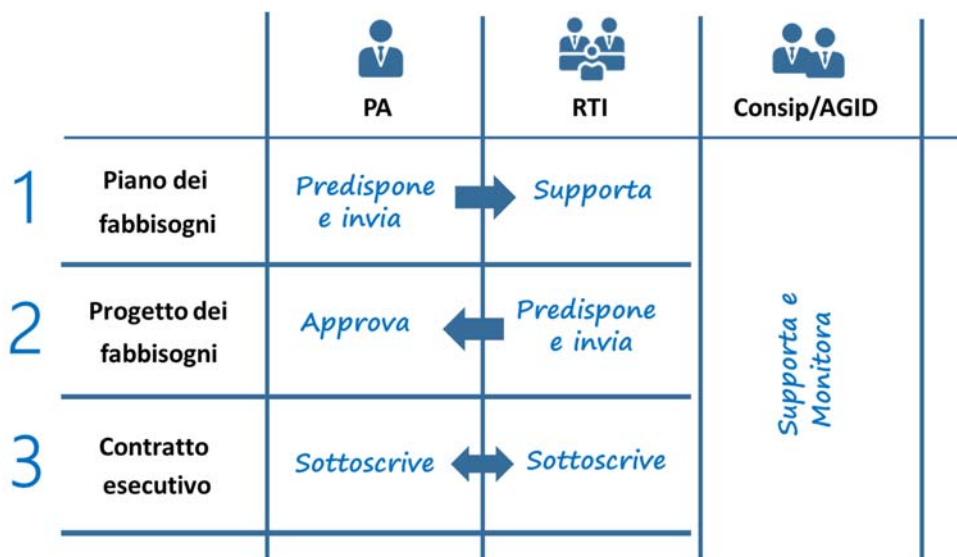 PA
RTI
Consip/AGID
1
Piano dei
fabbisogni
Predispone
e invia
Supporta
2
Progetto dei
fabbisogni
Approva
Predispone
e invia
3
Contratto
esecutivo
Sottoscrive
Sottoscrive
Supporta e
Monitora